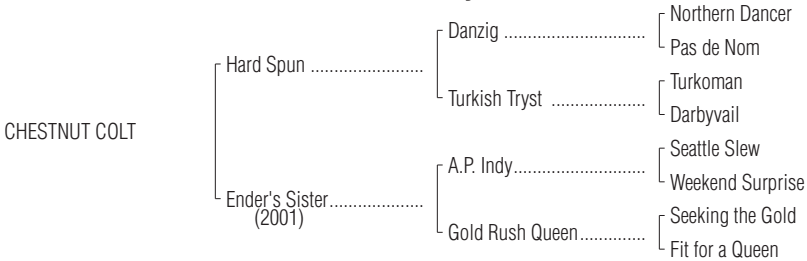 Northern Dancer
Danzig ..............................
Pas de Nom
Hard Spun ........................
Turkoman
Turkish Tryst ....................
Darbyvail
CHESTNUT COLT
Seattle Slew
A.P. Indy............................
Weekend Surprise
Ender's Sister....................
(2001)
Seeking the Gold
Gold Rush Queen..............
Fit for a Queen